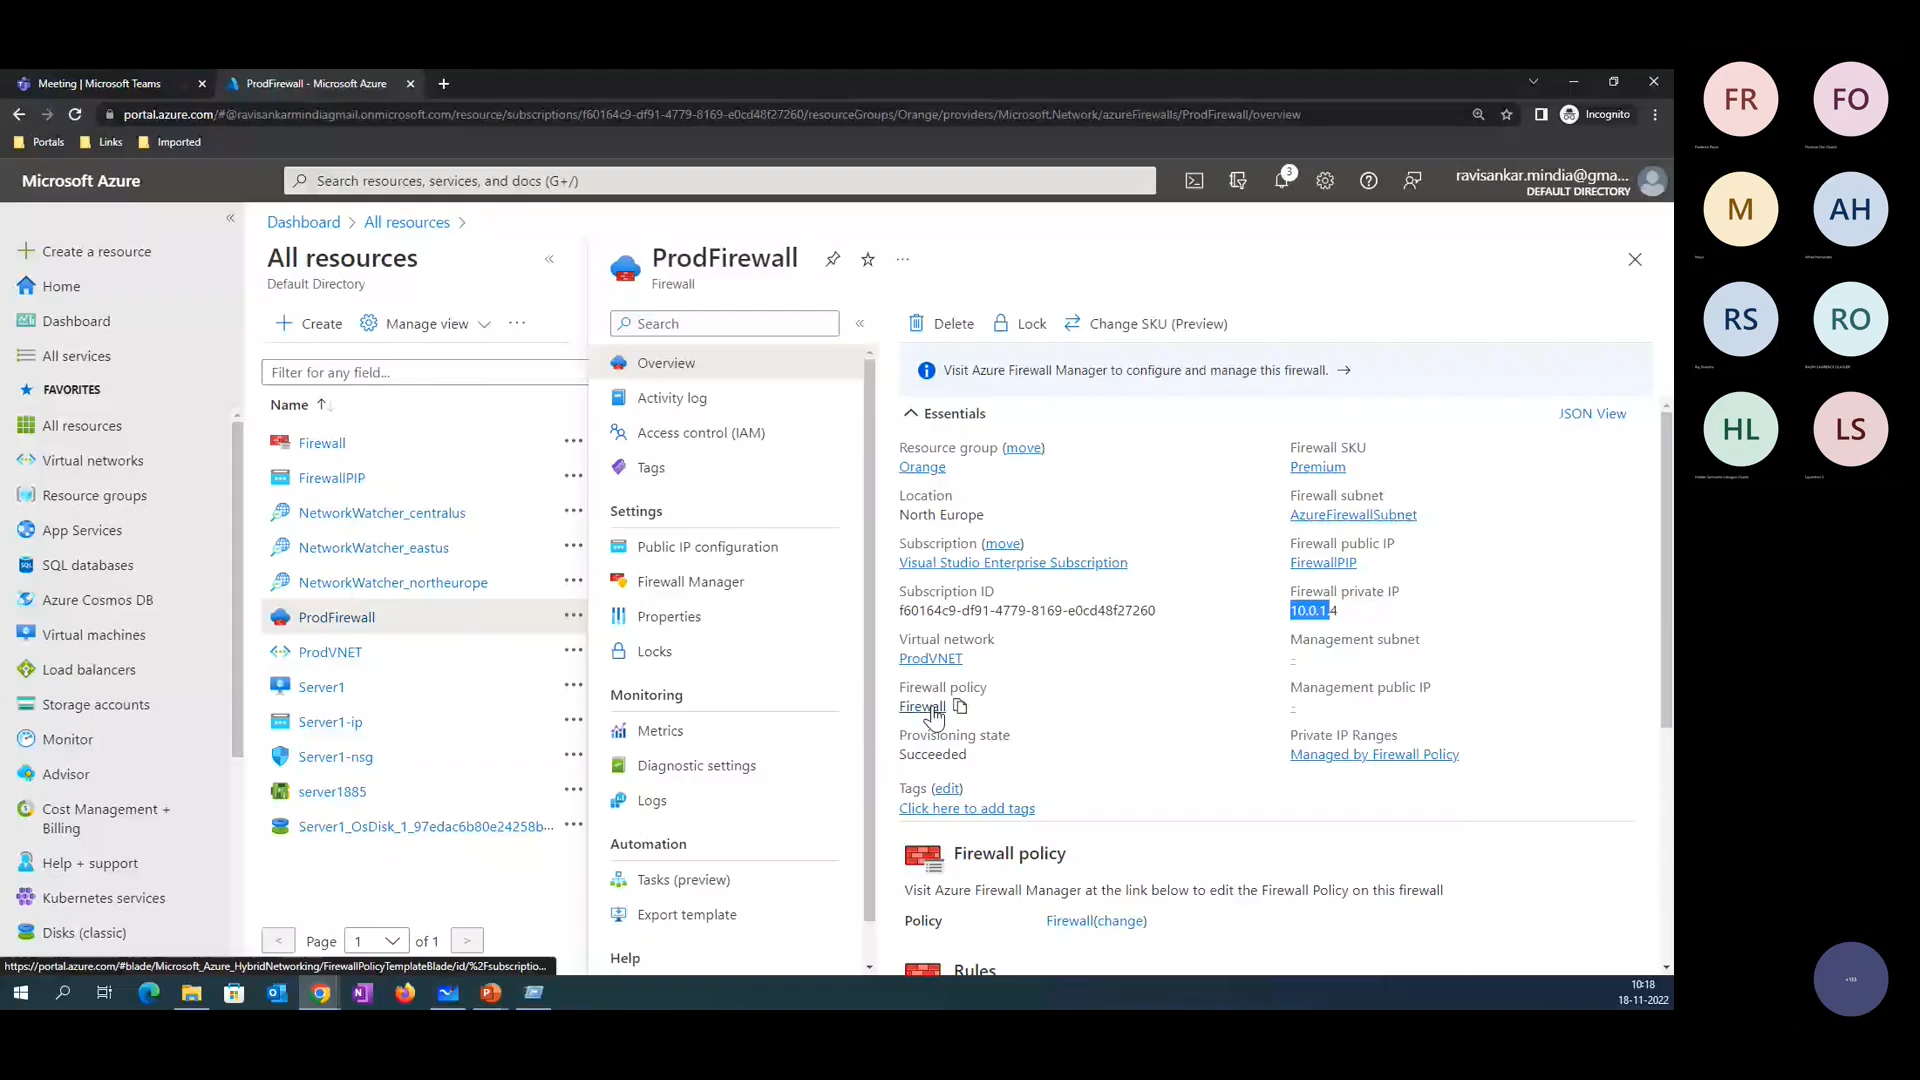 Meeting | Microsoft Teams
ProdFirewall - Microsoft Azure
portal.azure.com/#@ravisankarmindiagmail.onmicrosoft.com/resource/subscriptions/f60164c9-df91-4779-8169-e0cd48f27260/resourceGroups/Orange/providers/Microsoft.Network/azureFirewalls/ProdFirewall/overview
Incognito
Portals
Links
Imported
Microsoft Azure
Search resources, services, and docs (G+/)
3
ravisankar.mindia@gma...
DEFAULT DIRECTORY
Create a resource
Home
Dashboard
All services
FAVORITES
All resources
Virtual networks
Resource groups
App Services
SQL databases
Azure Cosmos DB
Virtual machines
Load balancers
Storage accounts
Monitor
Advisor
Cost Management +
Billing
Help + support
Kubernetes services
Disks (classic)
Dashboard > All resources >
All resources
Default Directory
Create
Manage view
Filter for any field...
Name
Firewall
FirewallPIP
NetworkWatcher_centralus
NetworkWatcher_eastus
NetworkWatcher_northeurope
ProdFirewall
ProdVNET
Server1
Server1-ip
Server1-nsg
server1885
Server1_OsDisk_1_97edac6b80e24258b...
< Page 1 of 1 >
ProdFirewall
Firewall
Search
Overview
Activity log
Access control (IAM)
Tags
Settings
Public IP configuration
Firewall Manager
Properties
Locks
Monitoring
Metrics
Diagnostic settings
Logs
Automation
Tasks (preview)
Export template
Help
Delete
Lock
Change SKU (Preview)
Visit Azure Firewall Manager to configure and manage this firewall.
Essentials
JSON View
Resource group (move)
Orange
Location
North Europe
Subscription (move)
Visual Studio Enterprise Subscription
Subscription ID
f60164c9-df91-4779-8169-e0cd48f27260
Virtual network
ProdVNET
Firewall policy
Firewall
Provisioning state
Succeeded
Firewall SKU
Premium
Firewall subnet
AzureFirewallSubnet
Firewall public IP
FirewallPIP
Firewall private IP
10.0.1.4
Management subnet
-
Management public IP
-
Private IP Ranges
Managed by Firewall Policy
Tags (edit)
Click here to add tags
Firewall policy
Visit Azure Firewall Manager at the link below to edit the Firewall Policy on this firewall
Policy
Firewall(change)
Rules
https://portal.azure.com/#blade/Microsoft_Azure_HybridNetworking/FirewallPolicyTemplateBlade/id/%2Fsubscriptio...
10:18
18-11-2022
FR
FO
M
AH
RS
RO
HL
LS
+133